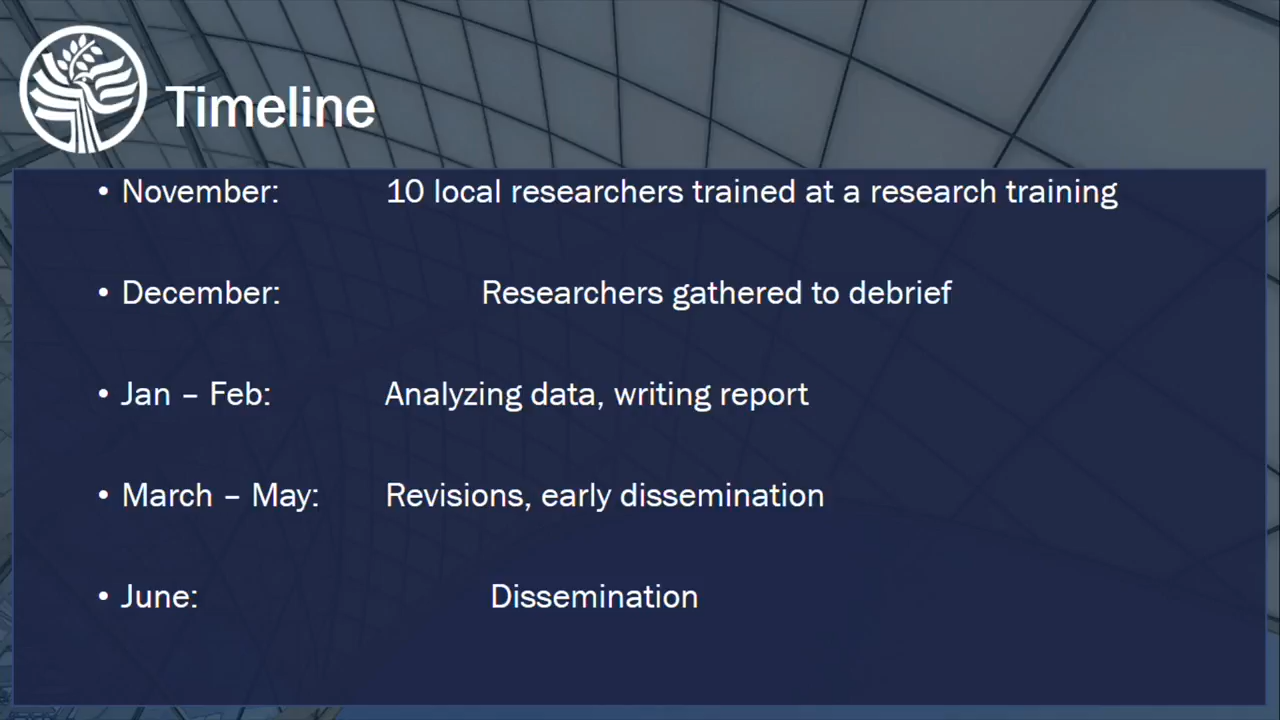 Timeline
• November: 10 local researchers trained at a research training
• December: Researchers gathered to debrief
• Jan – Feb: Analyzing data, writing report
• March – May: Revisions, early dissemination
• June: Dissemination